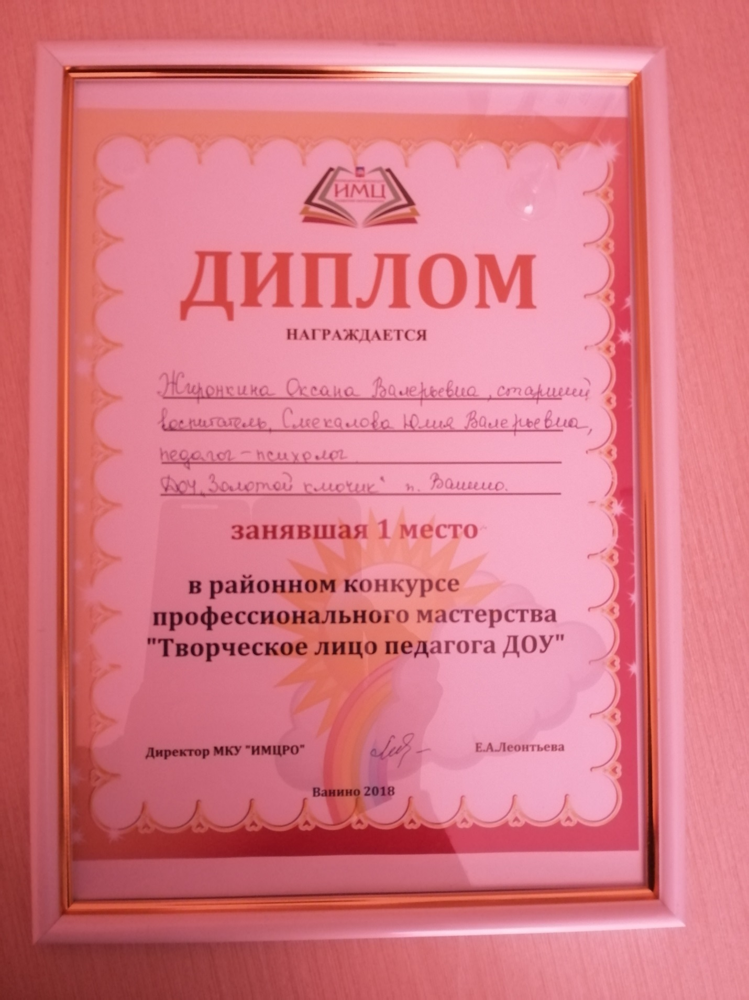 ИМЦ
ДИПЛОМ
НАГРАЖДАЕТСЯ
Жиронкина Оксана Валерьевна, старший
воспитатель, Смекалова Юлия Валерьевна,
педагог-психолог
ДОУ „Золотой ключик“ п. Ванино.
занявшая 1 место
в районном конкурсе
профессионального мастерства
"Творческое лицо педагога ДОУ"
Директор МКУ "ИМЦРО"
Е.А.Леонтьева
Ванино 2018